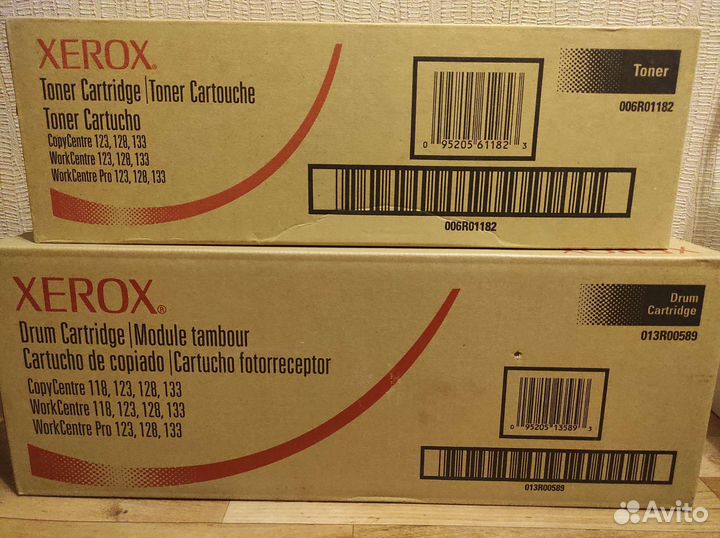 XEROX®
Toner Cartridge | Toner Cartouche
Toner Cartucho
CopyCentre 123, 128, 133
WorkCentre 123, 128, 133
WorkCentre Pro 123, 128, 133
Toner
006R01182
0 95205 61182 3
006R01182
XEROX®
Drum Cartridge | Module tambour
Cartucho de copiado | Cartucho fotorreceptor
CopyCentre 118, 123, 128, 133
WorkCentre 118, 123, 128, 133
WorkCentre Pro 123, 128, 133
Drum
Cartridge
013R00589
0 95205 13589 3
013R00589
Avito